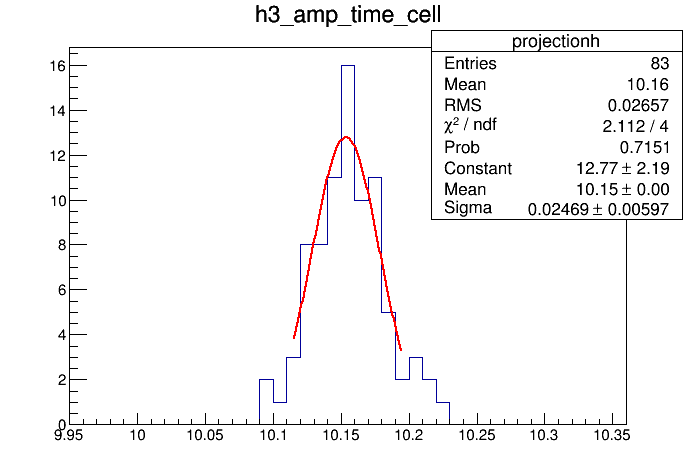 h3_amp_time_cell
projectionh
Entries 83
Mean 10.16
RMS 0.02657
χ² / ndf 2.112 / 4
Prob 0.7151
Constant 12.77 ± 2.19
Mean 10.15 ± 0.00
Sigma 0.02469 ± 0.00597
16
14
12
10
8
6
4
2
0
9.95 10 10.05 10.1 10.15 10.2 10.25 10.3 10.35